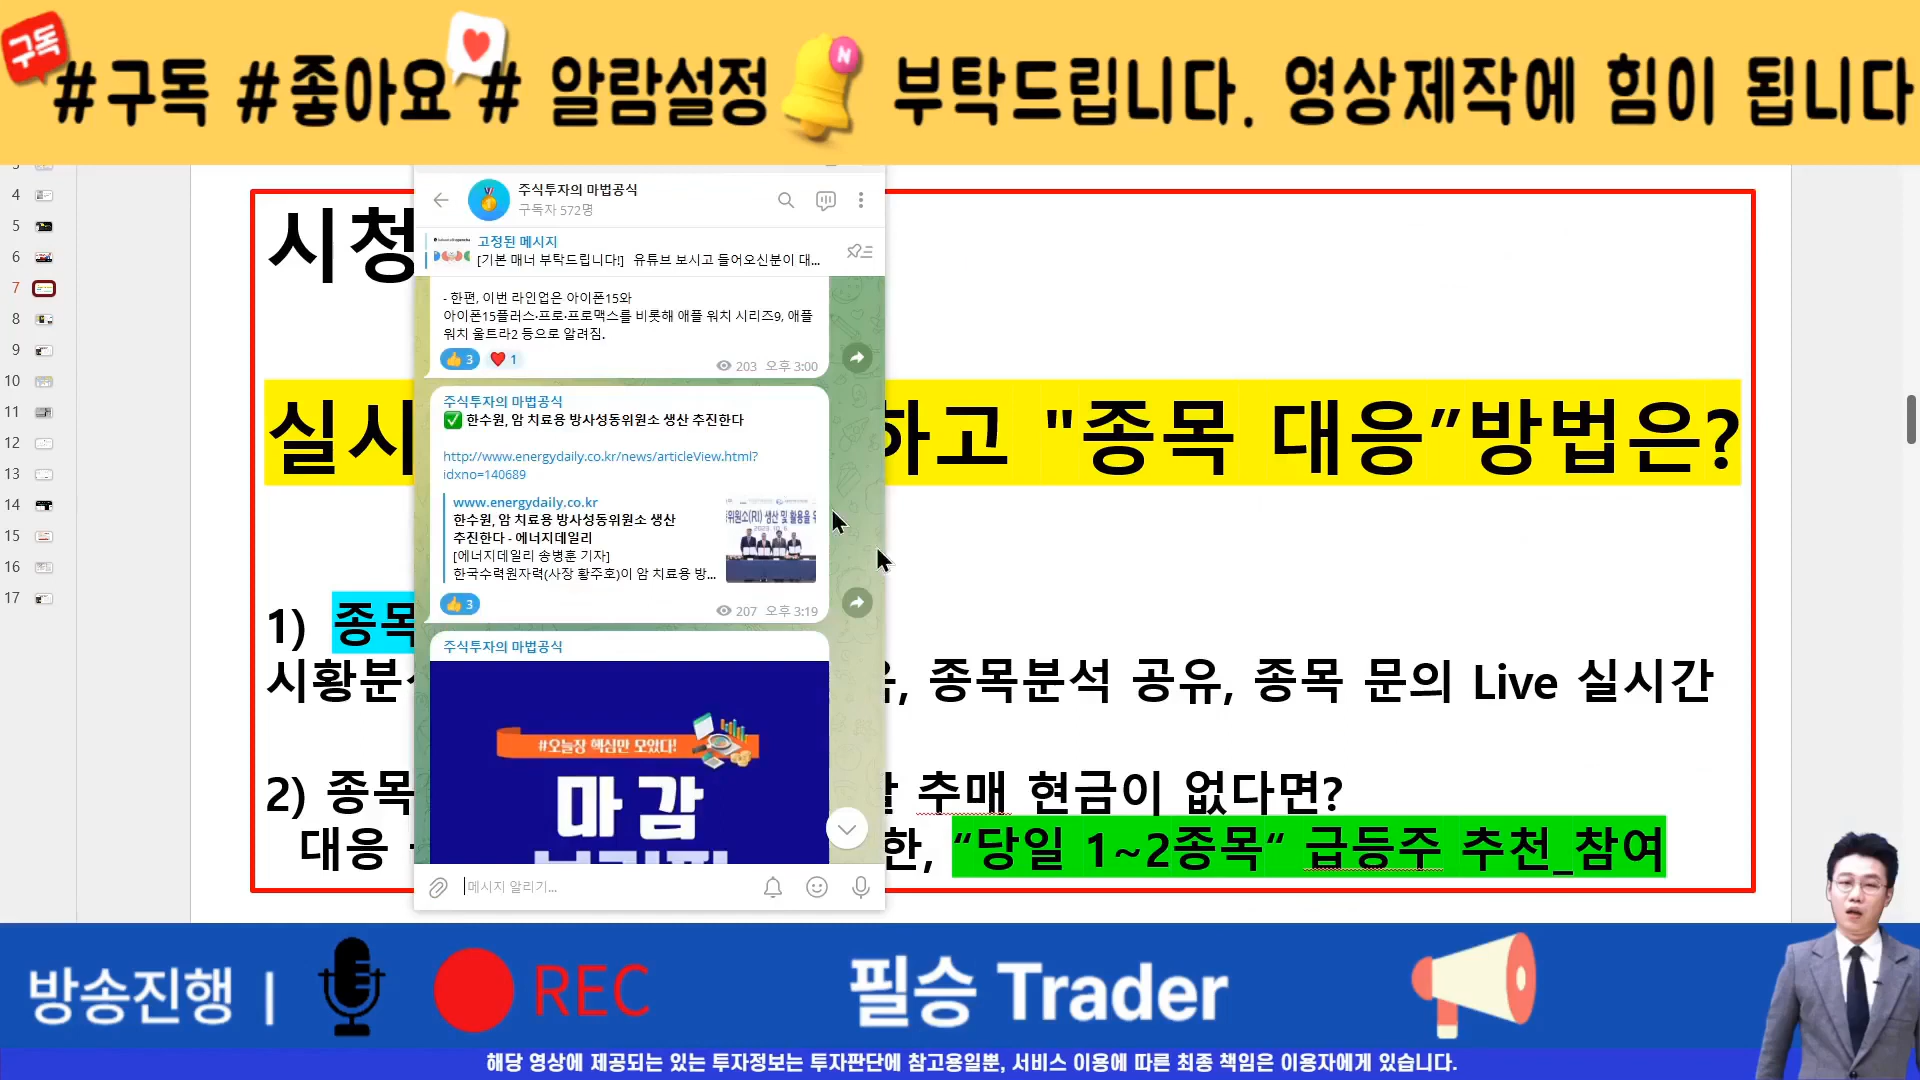 구독
#구독 #좋아요 # 알람설정 부탁드립니다. 영상제작에 힘이 됩니다
N
4
5
6
7
8
9
10
11
12
13
14
15
16
17
시청
실시
하고 "종목 대응”방법은?
1) 종목
시황분
, 종목분석 공유, 종목 문의 Live 실시간
2) 종목
추매 현금이 없다면?
대응
한, “당일 1~2종목“ 급등주 추천_참여
주식투자의 마법공식
구독자 572명
고정된 메시지
[기본 매너 부탁드립니다!] 유튜브 보시고 들어오신분이 대...
- 한편, 이번 라인업은 아이폰15와
아이폰15플러스·프로·프로맥스를 비롯해 애플 워치 시리즈9, 애플
워치 울트라2 등으로 알려짐.
3 1
203 오후 3:00
주식투자의 마법공식
한수원, 암 치료용 방사성동위원소 생산 추진한다
http://www.energydaily.co.kr/news/articleView.html?
idxno=140689
www.energydaily.co.kr
한수원, 암 치료용 방사성동위원소 생산
추진한다 - 에너지데일리
[에너지데일리 송병훈 기자]
한국수력원자력(사장 황주호)이 암 치료용 방...
3
207 오후 3:19
주식투자의 마법공식
#오늘장 핵심만 모았다!
마감
메시지 알리기...
방송진행 |
REC
필승 Trader
해당 영상에 제공되는 있는 투자정보는 투자판단에 참고용일뿐, 서비스 이용에 따른 최종 책임은 이용자에게 있습니다.